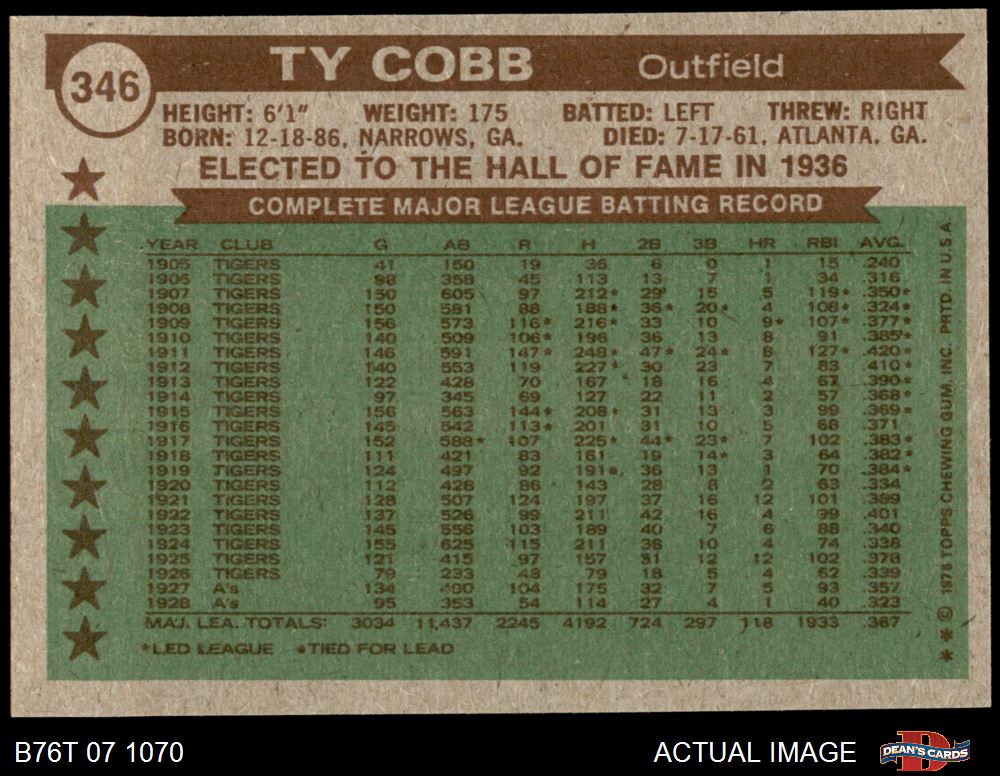 346
TY COBB Outfield
HEIGHT: 6'1" WEIGHT: 175 BATTED: LEFT THREW: RIGHT
BORN: 12-18-86, NARROWS, GA. DIED: 7-17-61, ATLANTA, GA.
ELECTED TO THE HALL OF FAME IN 1936
COMPLETE MAJOR LEAGUE BATTING RECORD
YEAR CLUB G AB R H 2B 3B HR RBI AVG.
1905 TIGERS 41 150 19 36 6 0 1 15 .240
1906 TIGERS 98 358 45 113 13 7 1 34 .316
1907 TIGERS 150 605 97 212* 29 15 5 119* .350*
1908 TIGERS 150 581 88 188* 36* 20* 4 108* .324*
1909 TIGERS 156 573 116* 216* 33 10 9* 107* .377*
1910 TIGERS 140 509 106* 196 36 13 8 91 .385*
1911 TIGERS 146 591 147* 248* 47* 24* 8 127* .420*
1912 TIGERS 140 553 119 227* 30 23 7 83 .410*
1913 TIGERS 122 428 70 167 18 16 4 67 .390*
1914 TIGERS 97 345 69 127 22 11 2 57 .368*
1915 TIGERS 156 563 144* 208* 31 13 3 99 .369*
1916 TIGERS 145 542 113* 201 31 10 5 68 .371
1917 TIGERS 152 588* 107 225* 44* 23* 7 102 .383*
1918 TIGERS 111 421 83 161 19 14* 3 64 .382*
1919 TIGERS 124 497 92 191• 36 13 1 70 .384*
1920 TIGERS 112 428 86 143 28 8 2 63 .334
1921 TIGERS 128 507 124 197 37 16 12 101 .389
1922 TIGERS 137 526 99 211 42 16 4 99 .401
1923 TIGERS 145 556 103 189 40 7 6 88 .340
1924 TIGERS 155 625 115 211 38 10 4 74 .338
1925 TIGERS 121 415 97 157 31 12 12 102 .378
1926 TIGERS 79 233 48 79 18 5 4 62 .339
1927 A's 134 490 104 175 32 7 5 93 .357
1928 A's 95 353 54 114 27 4 1 40 .323
MAJ. LEA. TOTALS: 3034 11,437 2245 4192 724 297 118 1933 .367
*LED LEAGUE •TIED FOR LEAD
** © 1976 TOPPS CHEWING GUM, INC. PRTD. IN U.S.A.
B76T 07 1070 ACTUAL IMAGE D DEAN'S CARDS